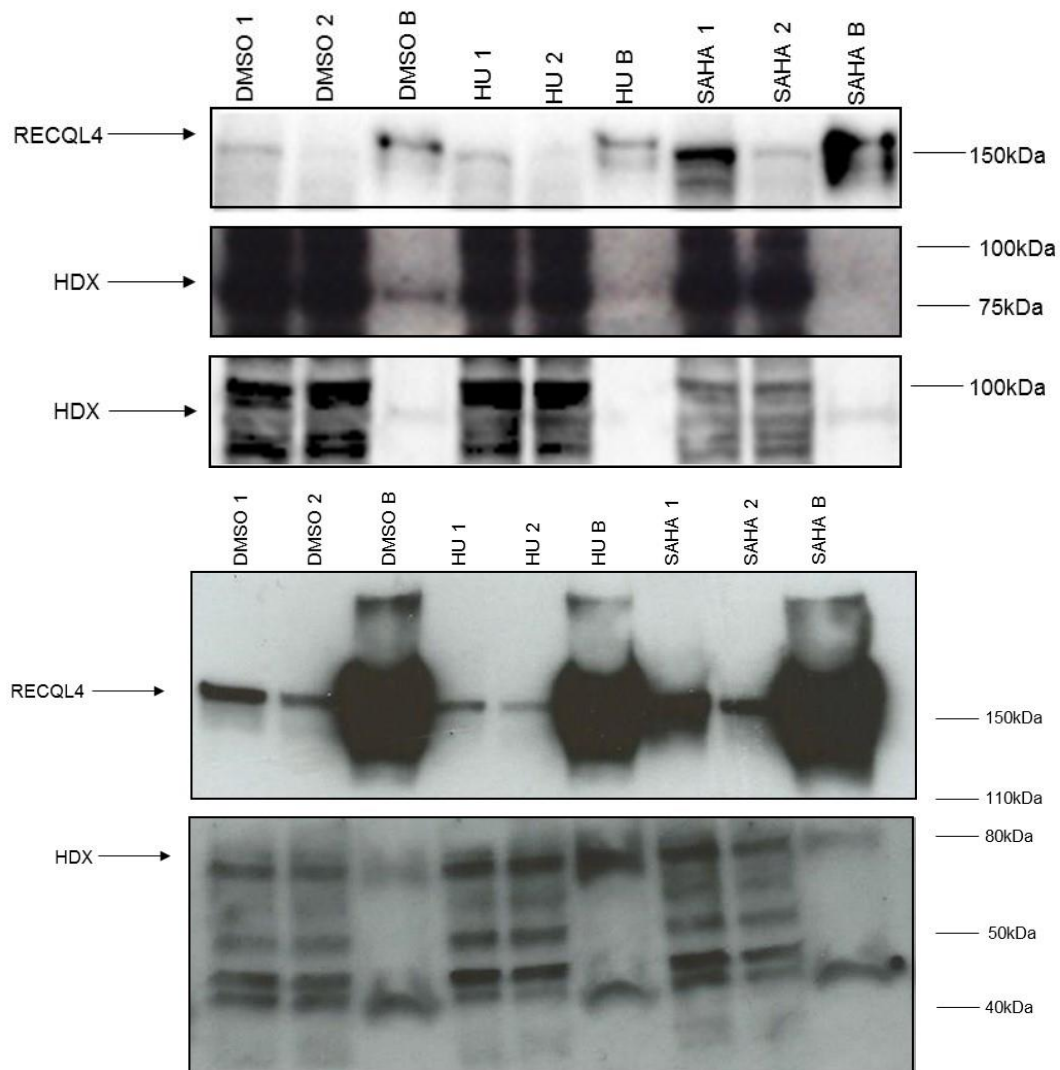 DMSO 1
DMSO 2
DMSO B
HU 1
HU 2
HU B
SAHA 1
SAHA 2
SAHA B
RECQL4
150kDa
100kDa
HDX
75kDa
100kDa
HDX
DMSO 1
DMSO 2
DMSO B
HU 1
HU 2
HU B
SAHA 1
SAHA 2
SAHA B
RECQL4
150kDa
110kDa
80kDa
HDX
50kDa
40kDa